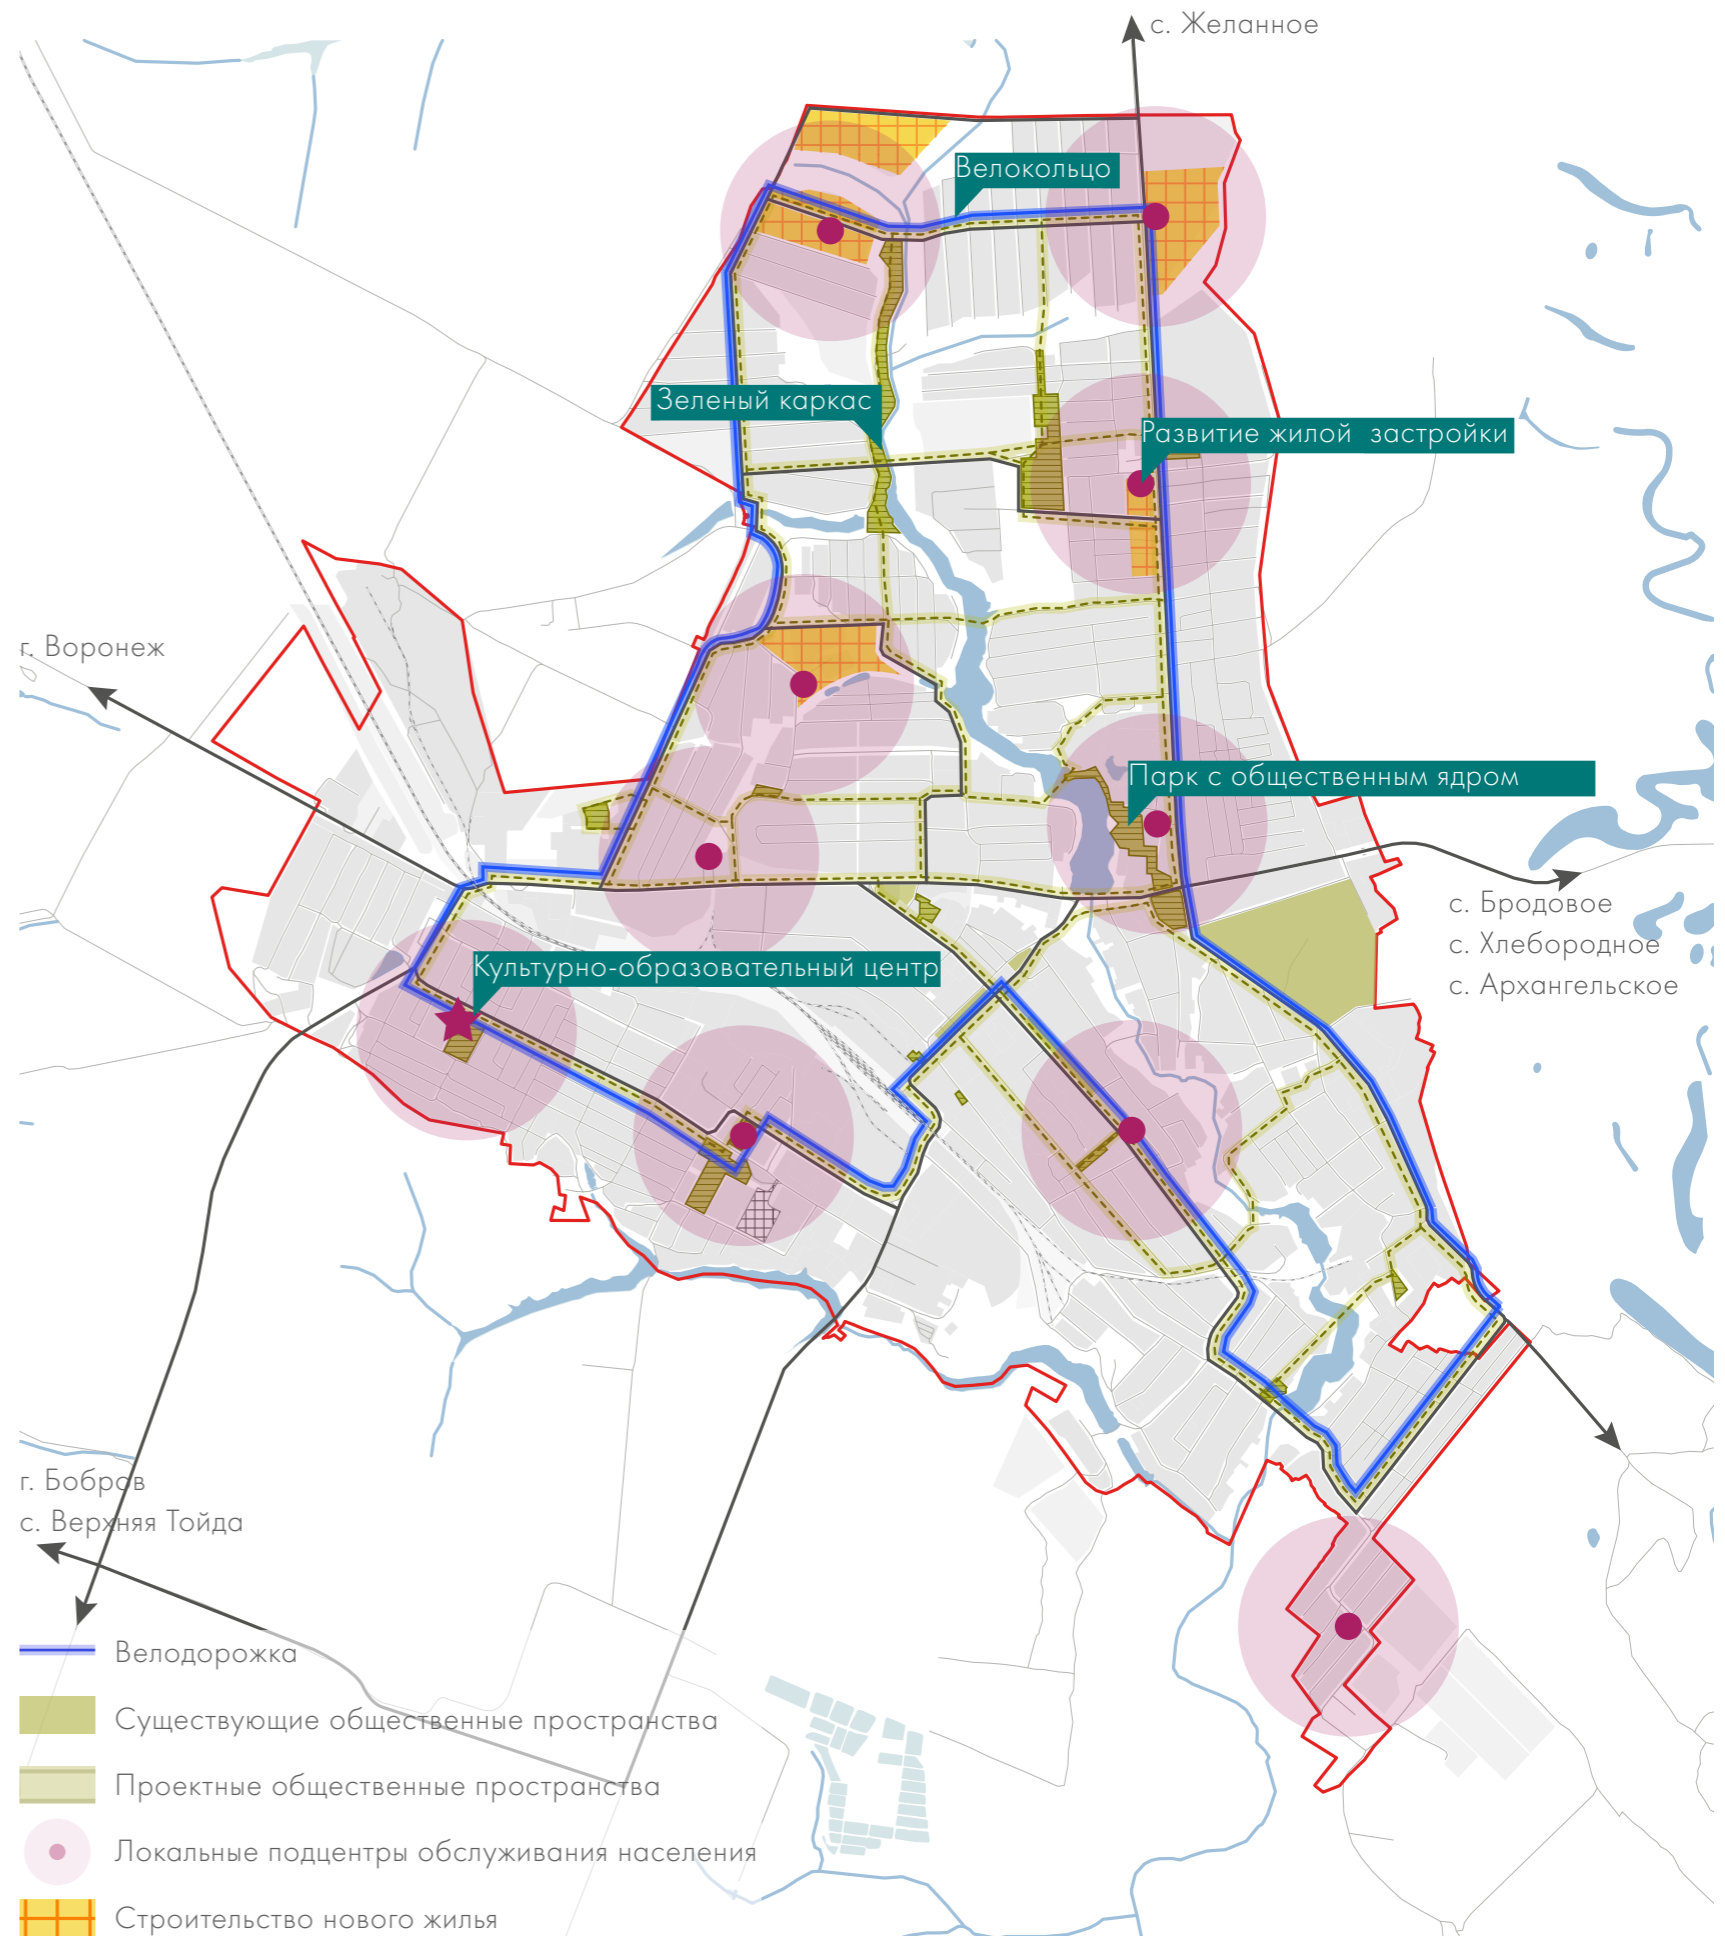 с. Желанное
Велокольцо
Зеленый каркас
Развитие жилой застройки
г. Воронеж
Парк с общественным ядром
с. Бродовое
с. Хлебородное
с. Архангельское
Культурно-образовательный центр
г. Бобров
с. Верхняя Тойда
Велодорожка
Существующие общественные пространства
Проектные общественные пространства
Локальные подцентры обслуживания населения
Строительство нового жилья